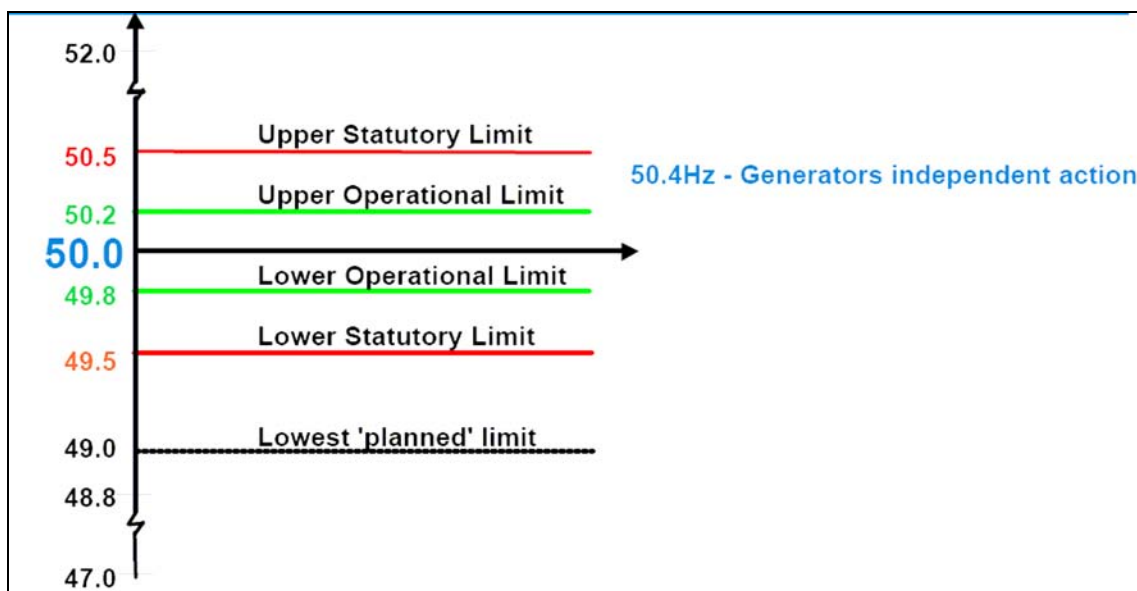 52.0
Upper Statutory Limit
50.5
50.4Hz - Generators independent action
Upper Operational Limit
50.2
50.0
Lower Operational Limit
49.8
Lower Statutory Limit
49.5
Lowest 'planned' limit
49.0
48.8
47.0